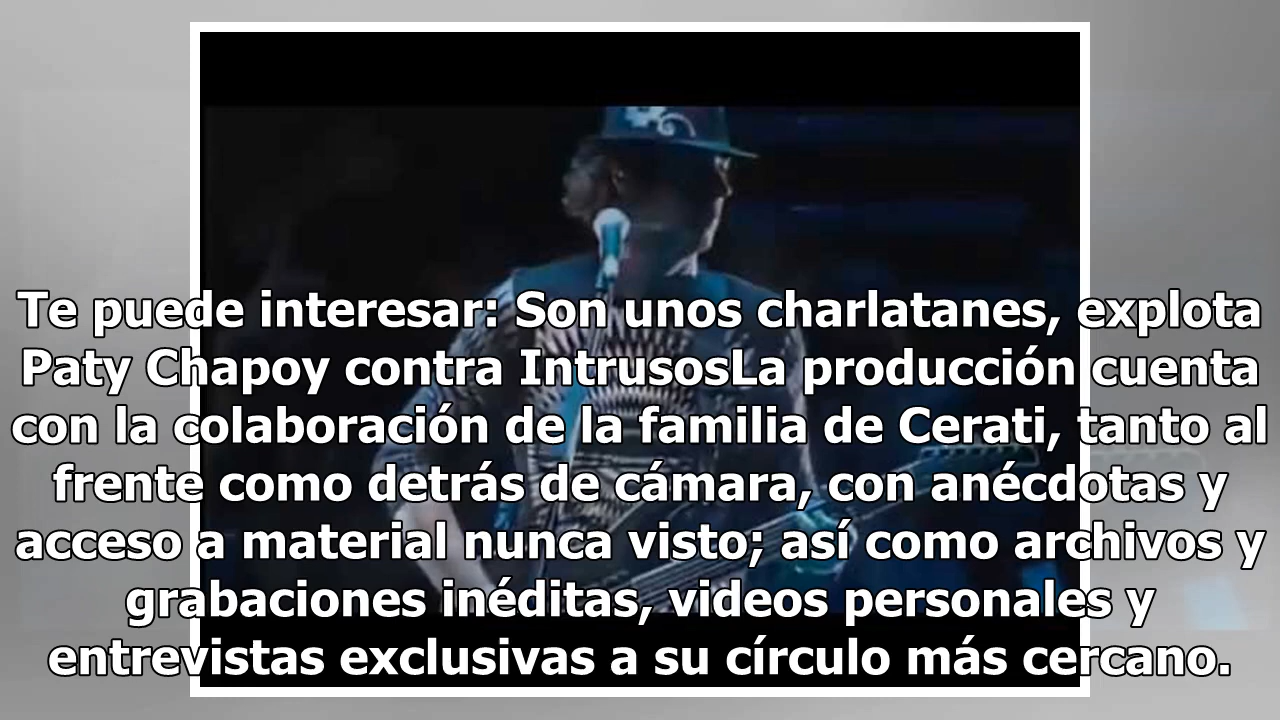 Te puede interesar: Son unos charlatanes, explota
Paty Chapoy contra IntrusosLa producción cuenta
con la colaboración de la familia de Cerati, tanto al
frente como detrás de cámara, con anécdotas y
acceso a material nunca visto; así como archivos y
grabaciones inéditas, videos personales y
entrevistas exclusivas a su círculo más cercano.